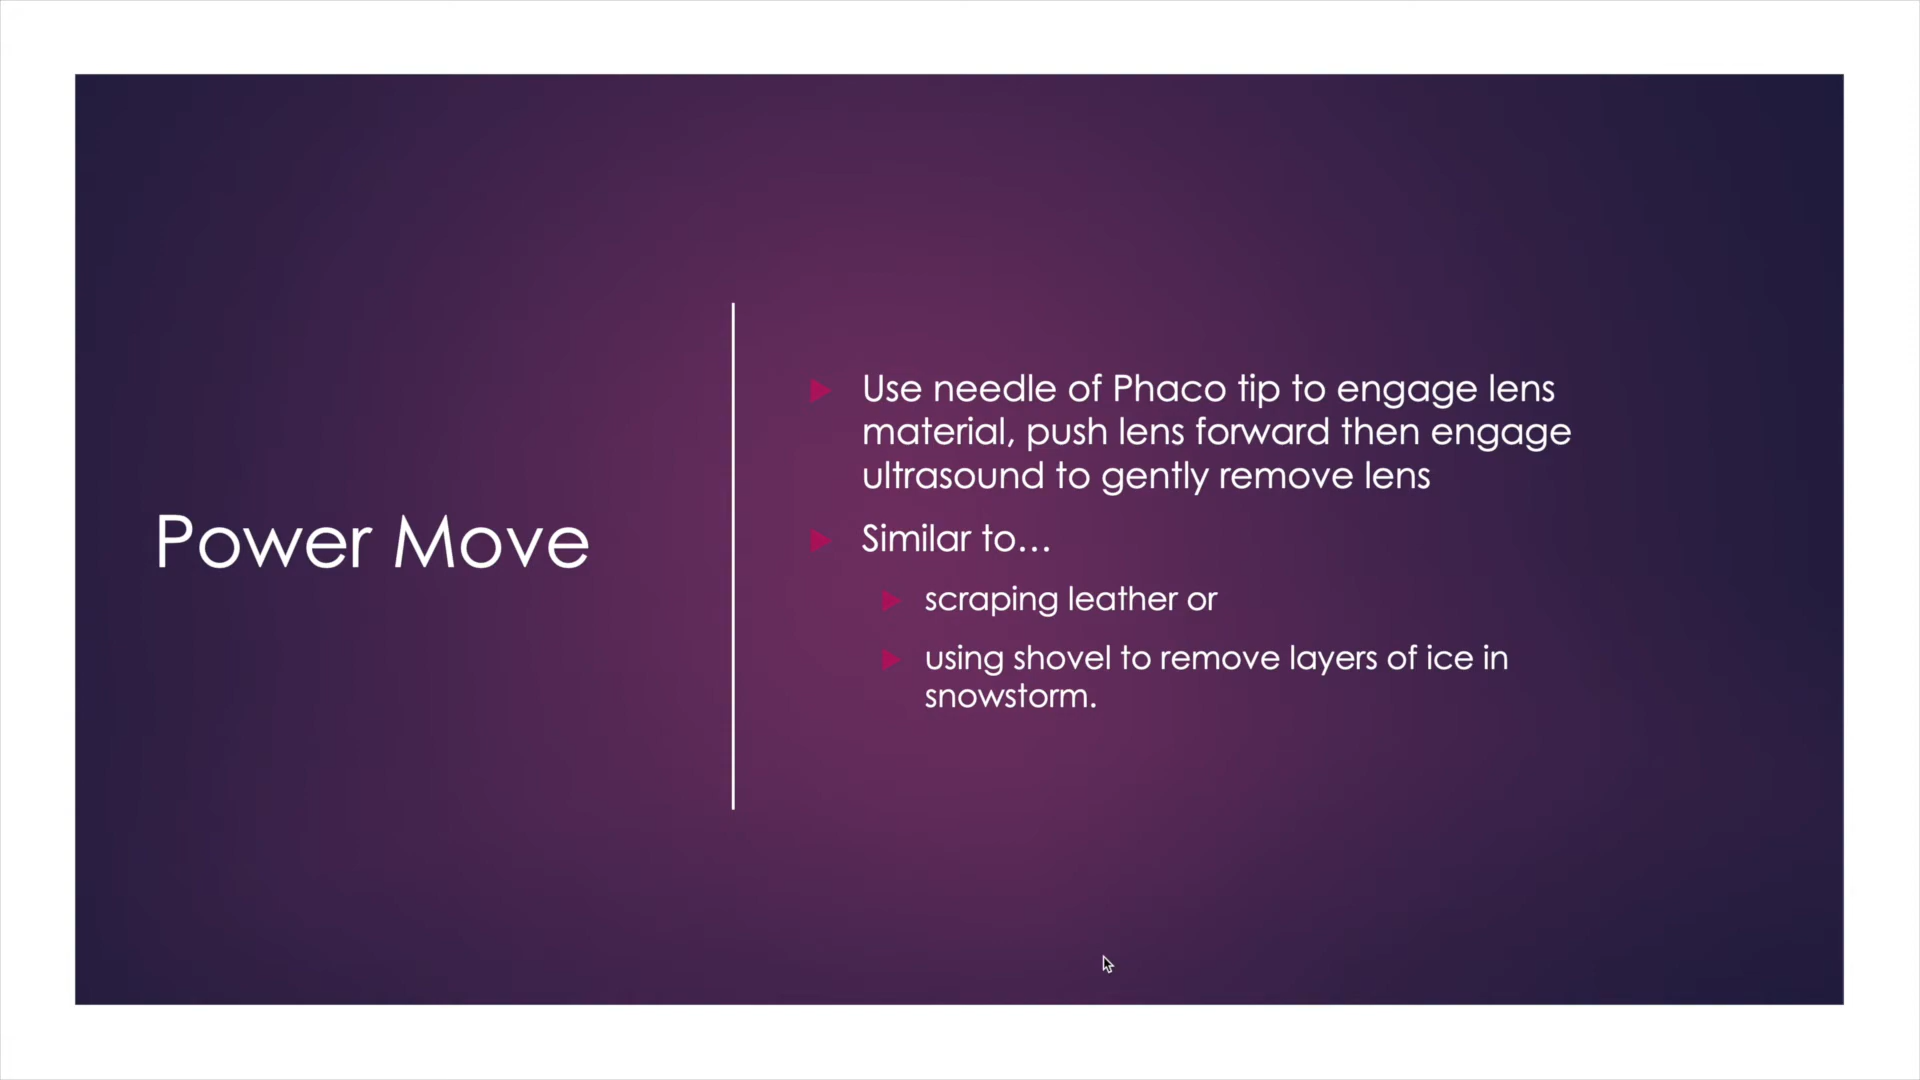 Power Move
Use needle of Phaco tip to engage lens
material, push lens forward then engage
ultrasound to gently remove lens
Similar to...
scraping leather or
using shovel to remove layers of ice in
snowstorm.